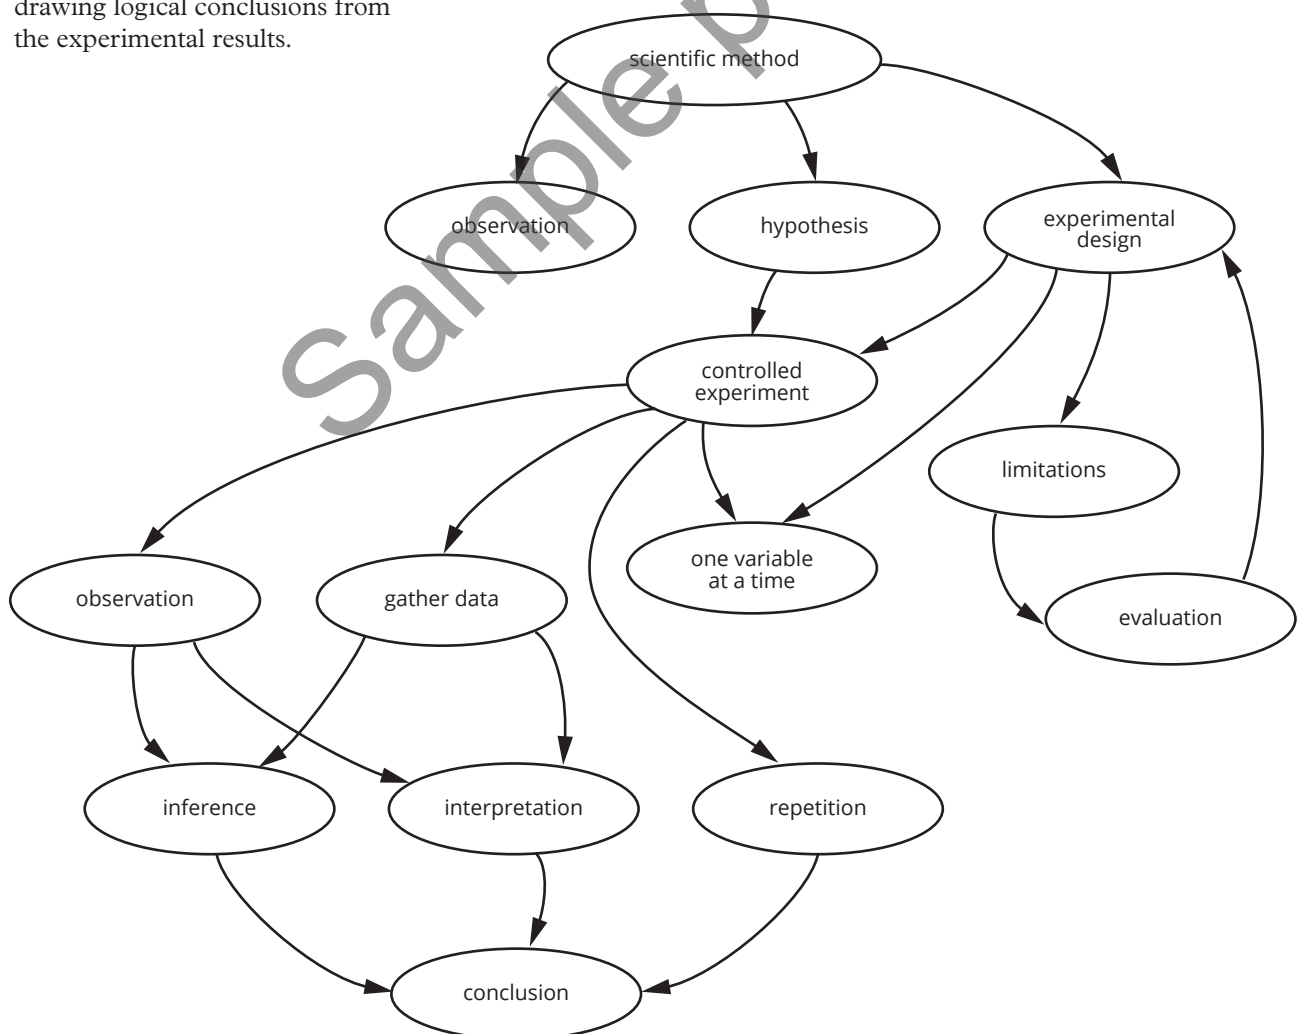 drawing logical conclusions from
the experimental results.
scientific method
observation
hypothesis
experimental
design
controlled
experiment
limitations
one variable
at a time
observation
gather data
evaluation
inference
interpretation
repetition
conclusion
Sample p